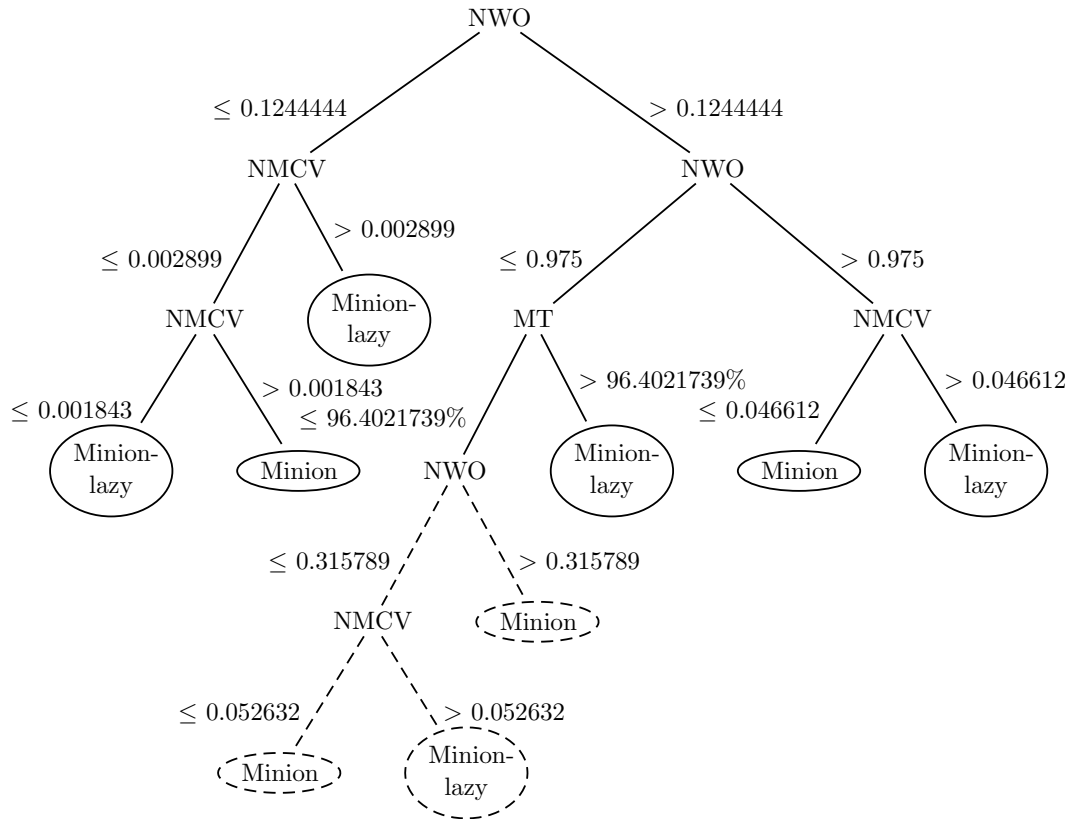 NWO
≤ 0.1244444
> 0.1244444
NMCV
NWO
≤ 0.002899
> 0.002899
≤ 0.975
> 0.975
NMCV
Minion-
lazy
MT
NMCV
≤ 0.001843
> 0.001843
≤ 96.4021739%
> 96.4021739%
≤ 0.046612
> 0.046612
Minion-
lazy
Minion
NWO
Minion-
lazy
Minion
Minion-
lazy
≤ 0.315789
> 0.315789
NMCV
Minion
≤ 0.052632
> 0.052632
Minion
Minion-
lazy